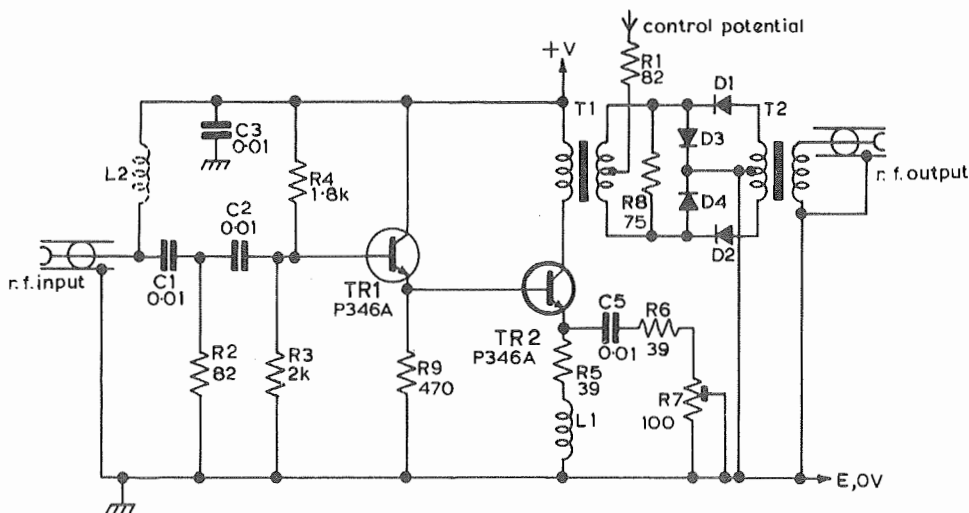 control potential
+V
R1
82
D1
T1
T2
C3
0·01
D3
L2
R4
1·8k
r.f.output
R8
75
D4
C2
0·01
D2
r.f.input
C1
0·01
TR1
P346A
C5
0·01
R6
39
TR2
P346A
R2
82
R3
2k
R9
470
R5
39
R7
100
L1
E,0V